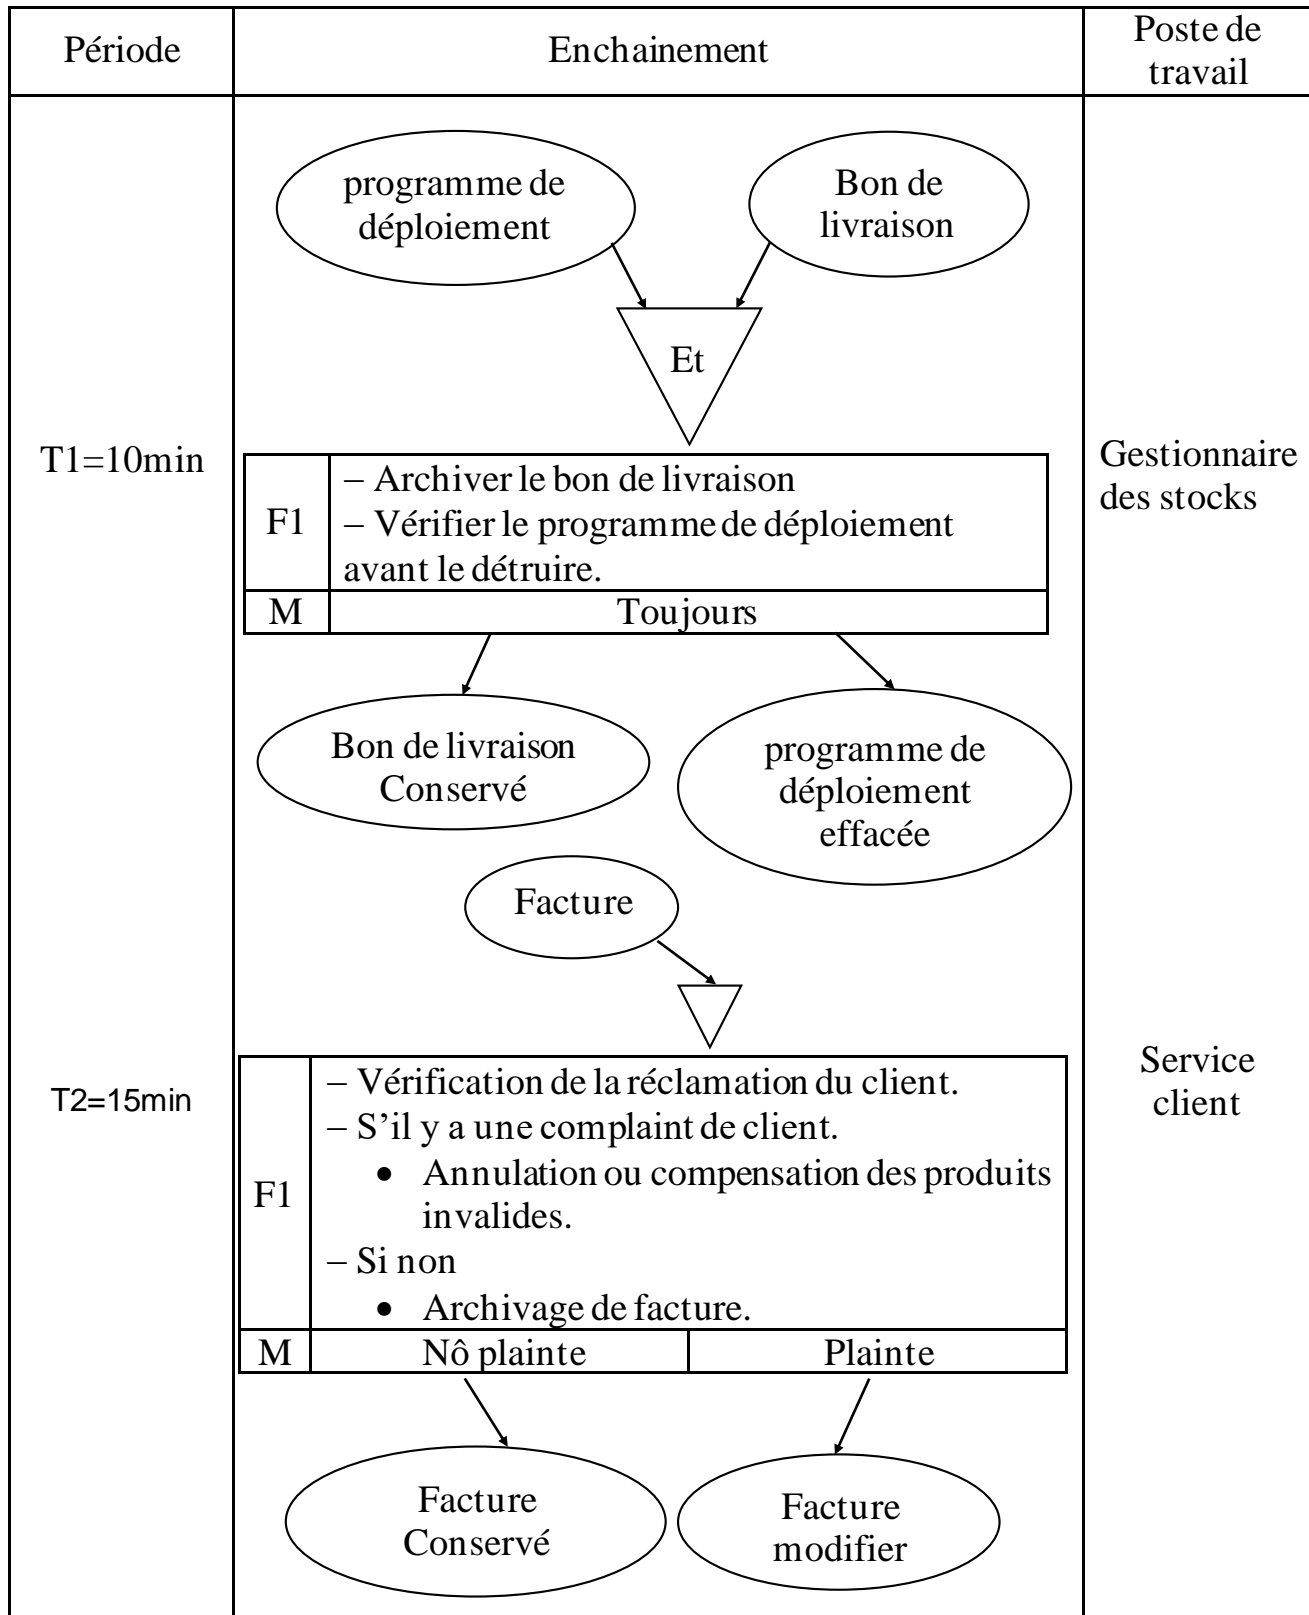 Période
Enchainement
Poste de
travail
programme de
déploiement
Bon de
livraison
Et
T1=10min
F1
– Archiver le bon de livraison
– Vérifier le programme de déploiement
avant le détruire.
M
Toujours
Gestionnaire
des stocks
Bon de livraison
Conservé
programme de
déploiement
effacée
Facture
T2=15min
F1
– Vérification de la réclamation du client.
– S’il y a une complaint de client.
• Annulation ou compensation des produits
invalides.
– Si non
• Archivage de facture.
M
Nô plainte
Plainte
Service
client
Facture
Conservé
Facture
modifier